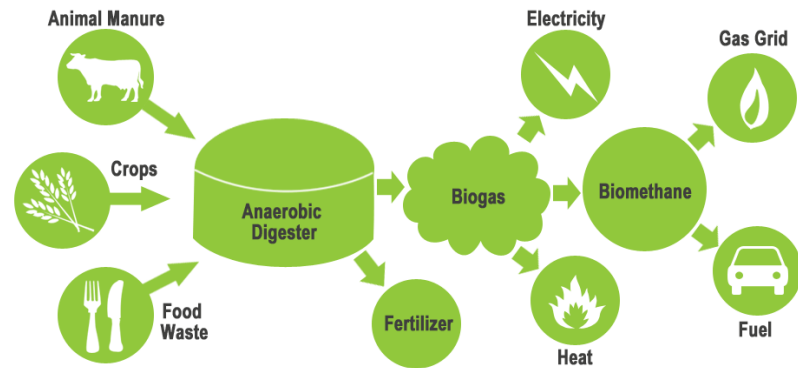 Animal Manure
Electricity
Gas Grid
Crops
Anaerobic
Digester
Biogas
Biomethane
Food
Waste
Fertilizer
Heat
Fuel